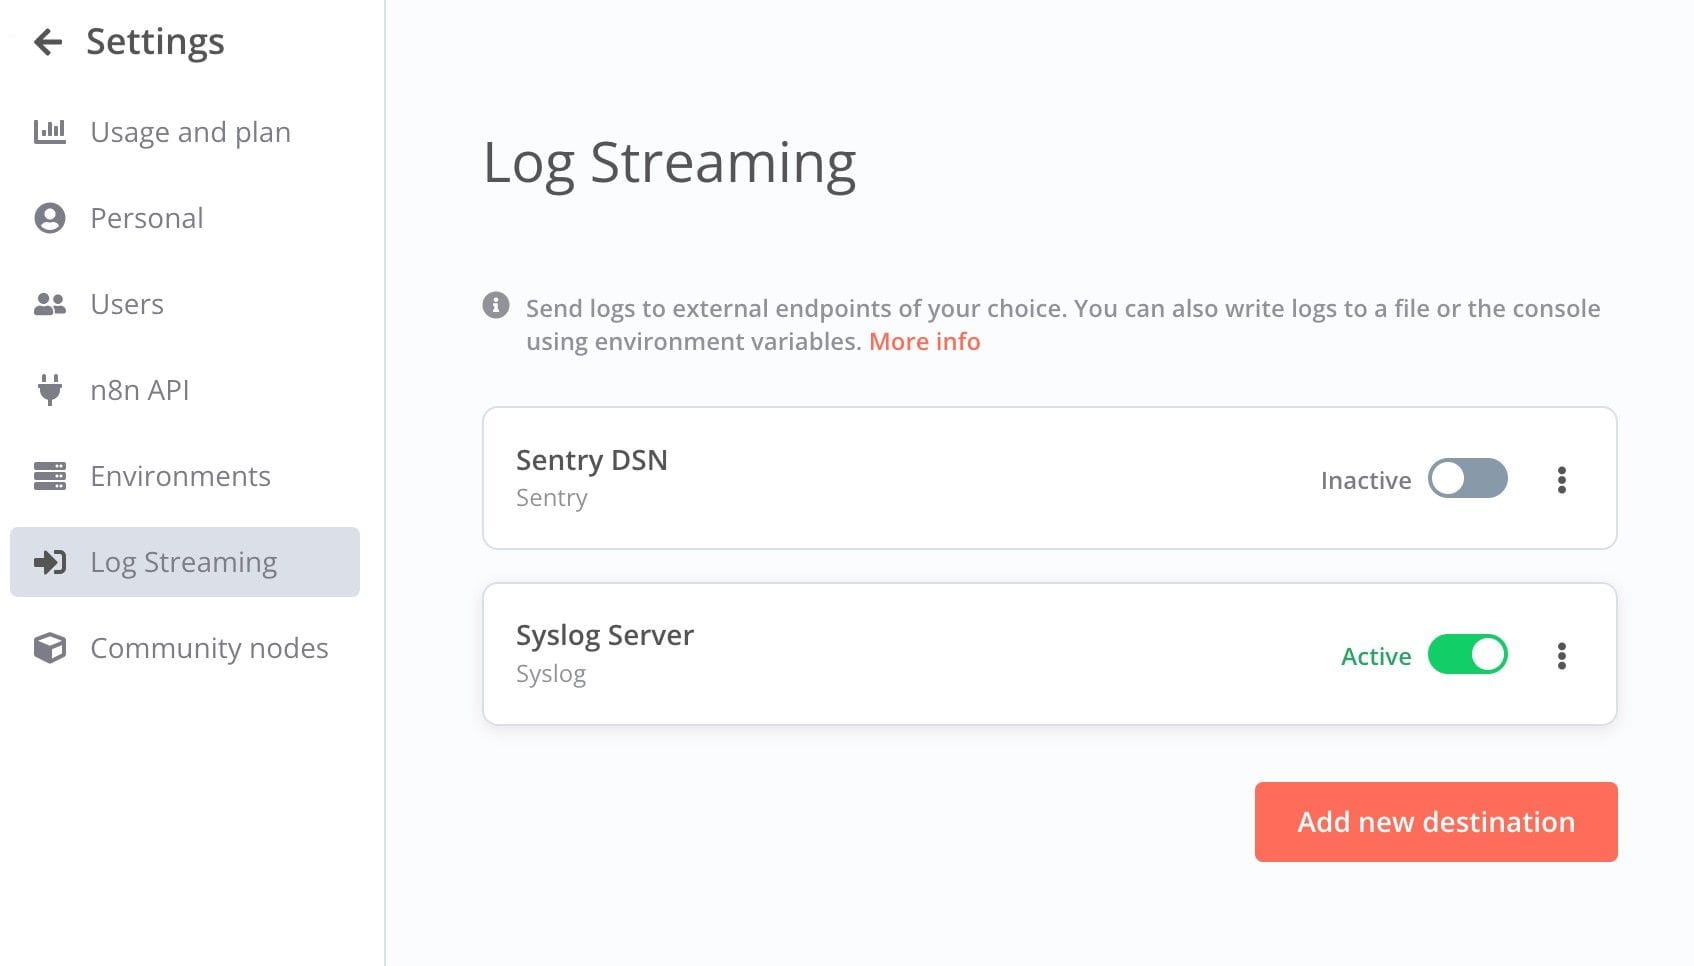 Settings
Usage and plan
Personal
Users
n8n API
Environments
Log Streaming
Community nodes
Log Streaming
Send logs to external endpoints of your choice. You can also write logs to a file or the console
using environment variables. More info
Sentry DSN
Sentry
Inactive
Syslog Server
Syslog
Active
Add new destination